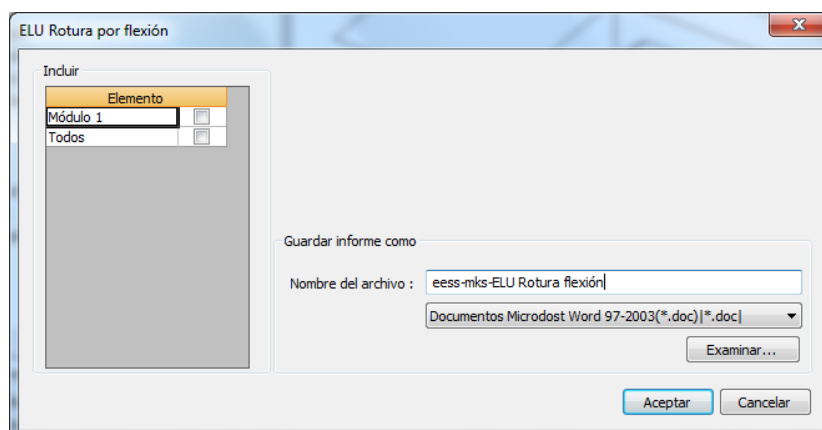 ELU Rotura por flexión
Incluir
Elemento
Módulo 1
Todos
Guardar informe como
Nombre del archivo : eess-mks-ELU Rotura flexión
Documentos Microdost Word 97-2003(*.doc)|*.doc|
Examinar...
Aceptar Cancelar